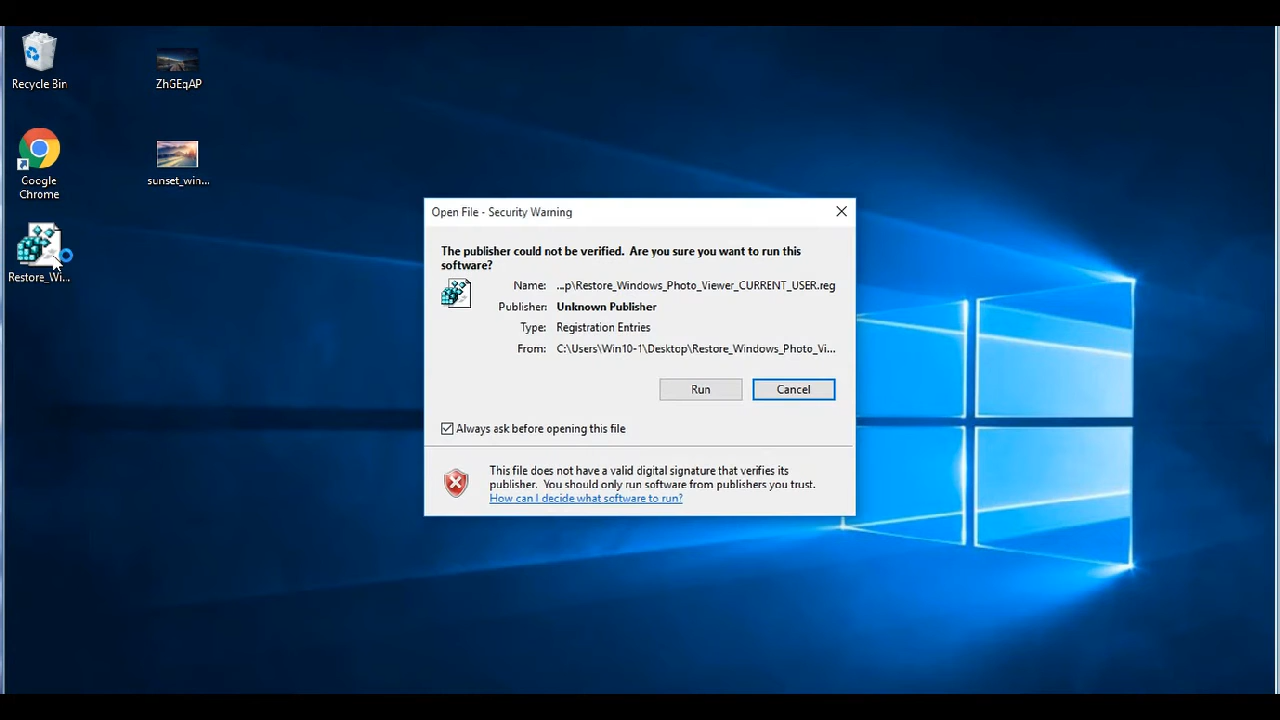 Recycle Bin
ZhGEqAP
Google
Chrome
sunset_win...
Restore_Wi...
Open File - Security Warning
The publisher could not be verified. Are you sure you want to run this
software?
Name: ...p\Restore_Windows_Photo_Viewer_CURRENT_USER.reg
Publisher: Unknown Publisher
Type: Registration Entries
From: C:\Users\Win10-1\Desktop\Restore_Windows_Photo_Vi...
Run Cancel
Always ask before opening this file
This file does not have a valid digital signature that verifies its
publisher. You should only run software from publishers you trust.
How can I decide what software to run?